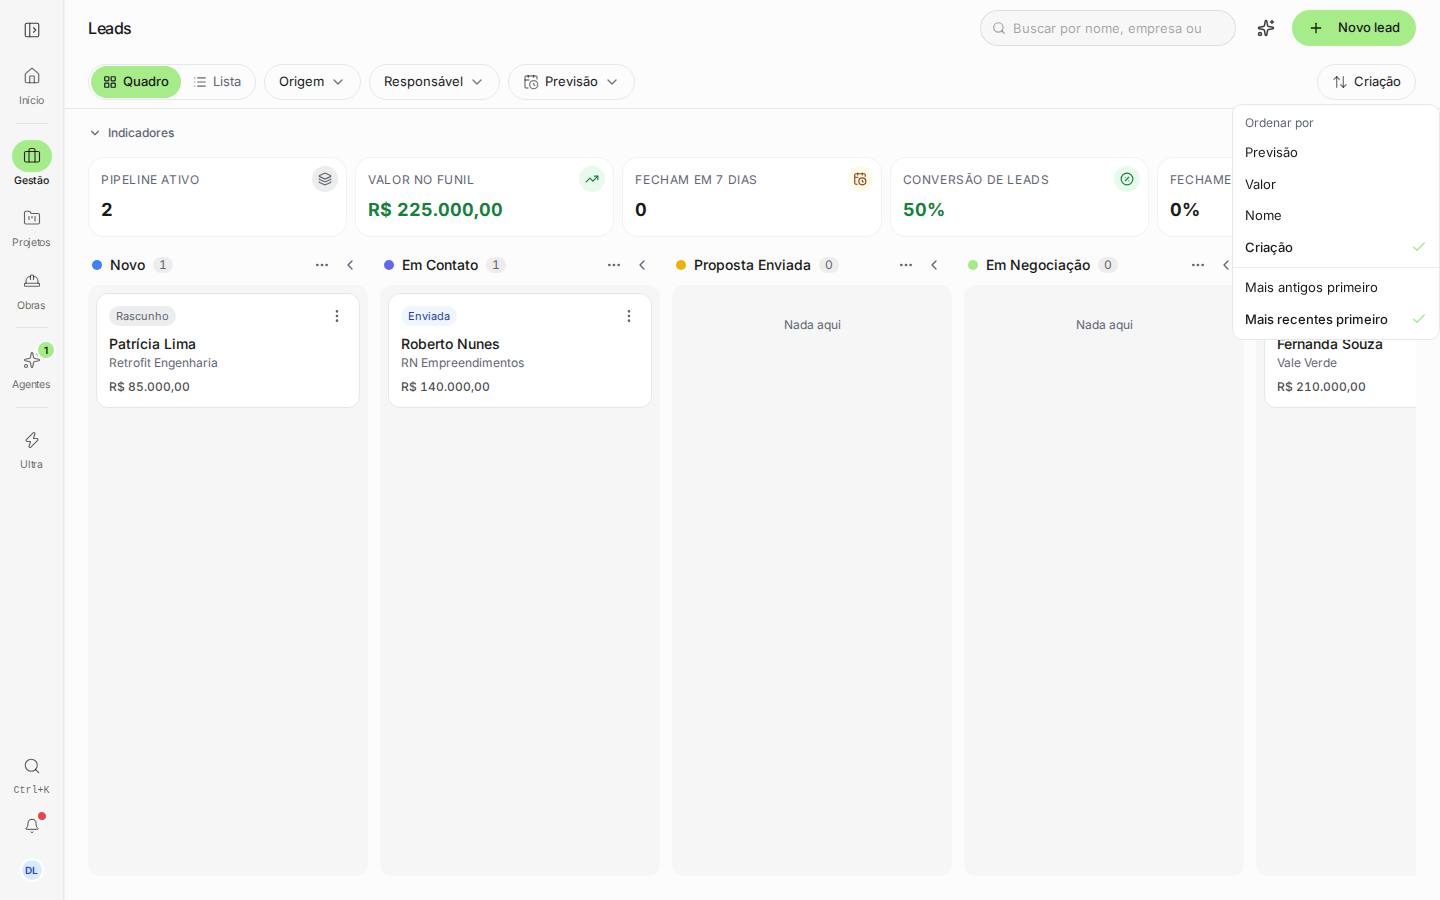 Leads
Buscar por nome, empresa ou
Novo lead
Início
Gestão
Projetos
Obras
1
Agentes
Ultra
Ctrl+K
DL
Quadro
Lista
Origem
Responsável
Previsão
Criação
Ordenar por
Previsão
Valor
Nome
Criação
Mais antigos primeiro
Mais recentes primeiro
Indicadores
PIPELINE ATIVO
2
VALOR NO FUNIL
R$ 225.000,00
FECHAM EM 7 DIAS
0
CONVERSÃO DE LEADS
50%
FECHAME
0%
Novo 1
Em Contato 1
Proposta Enviada 0
Em Negociação 0
Rascunho
Patrícia Lima
Retrofit Engenharia
R$ 85.000,00
Enviada
Roberto Nunes
RN Empreendimentos
R$ 140.000,00
Nada aqui
Nada aqui
Fernanda Souza
Vale Verde
R$ 210.000,00